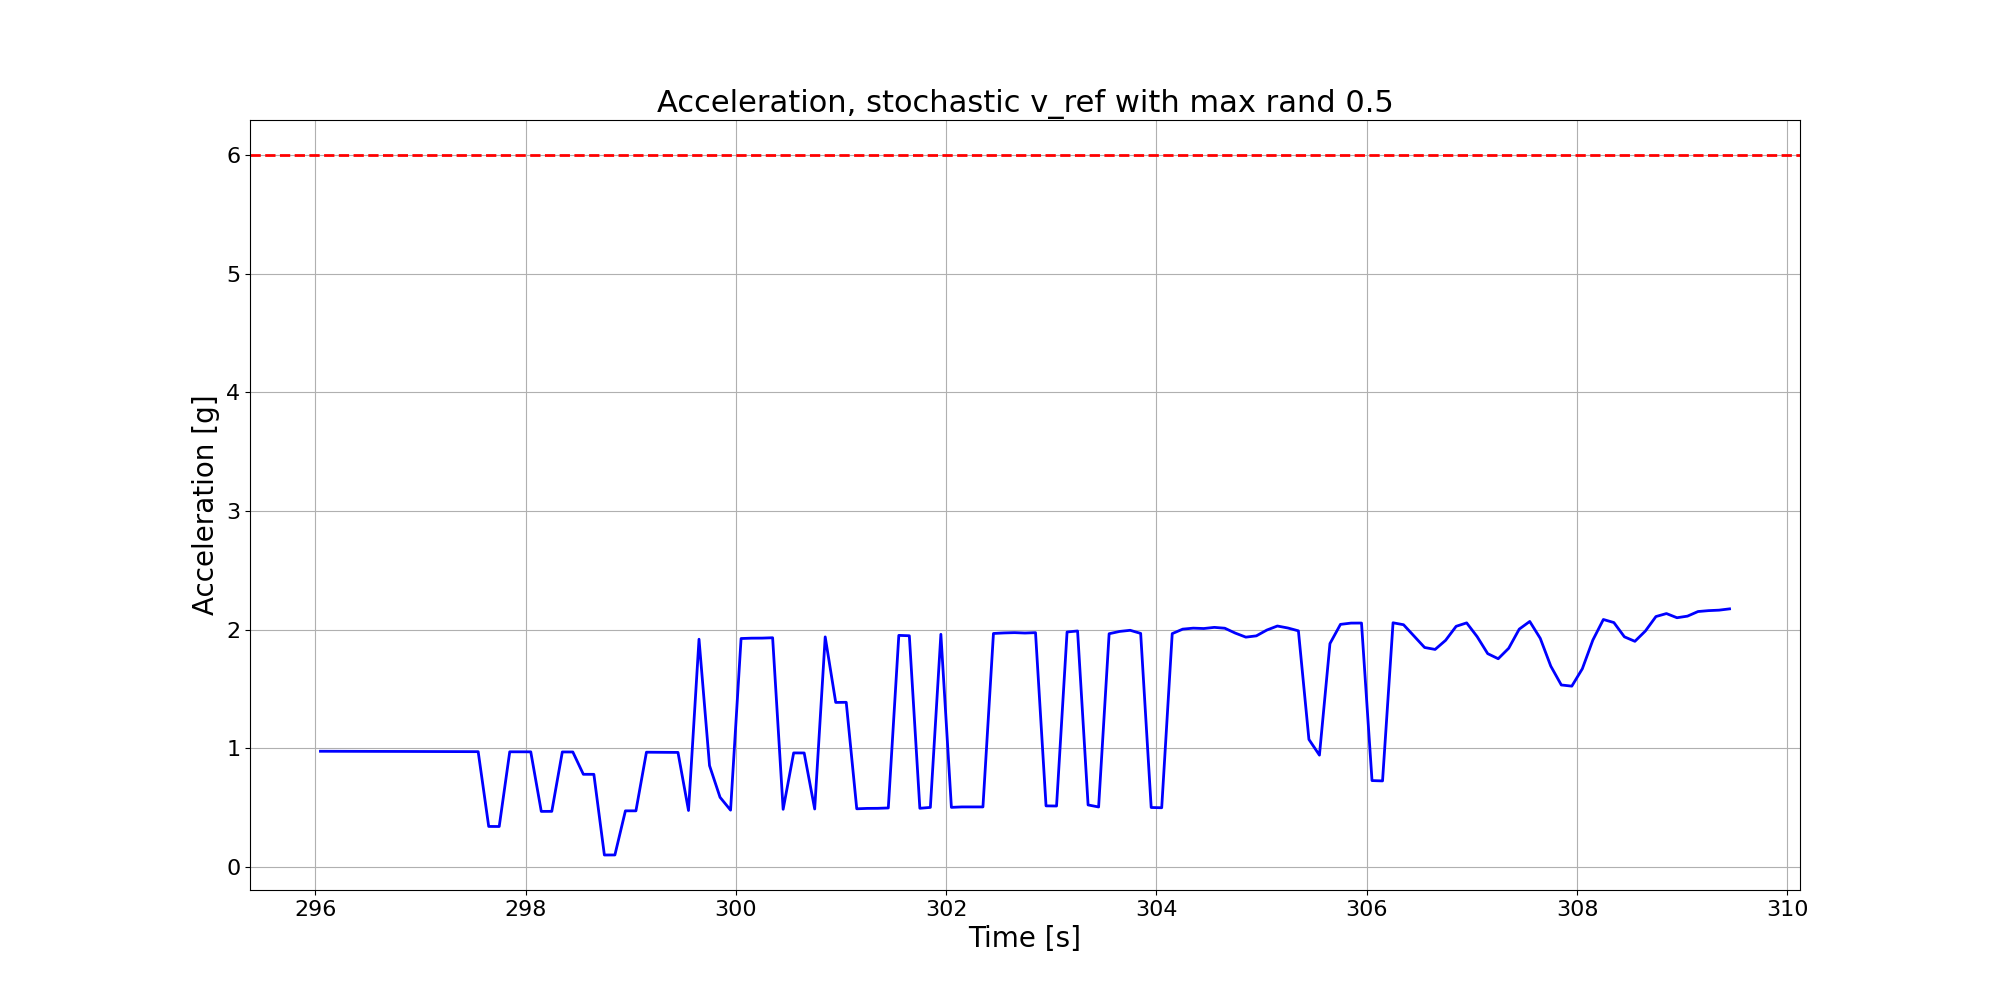 Acceleration, stochastic v_ref with max rand 0.5
6
5
4
3
2
1
0
Acceleration [g]
296 298 300 302 304 306 308 310
Time [s]